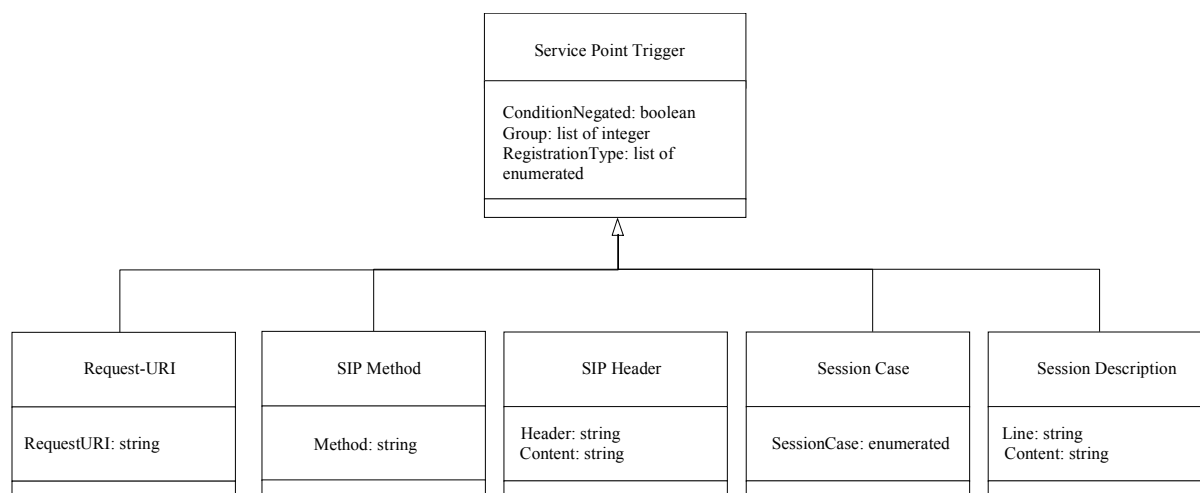 Service Point Trigger
ConditionNegated: boolean
Group: list of integer
RegistrationType: list of
enumerated
Request-URI
RequestURI: string
SIP Method
Method: string
SIP Header
Header: string
Content: string
Session Case
SessionCase: enumerated
Session Description
Line: string
Content: string